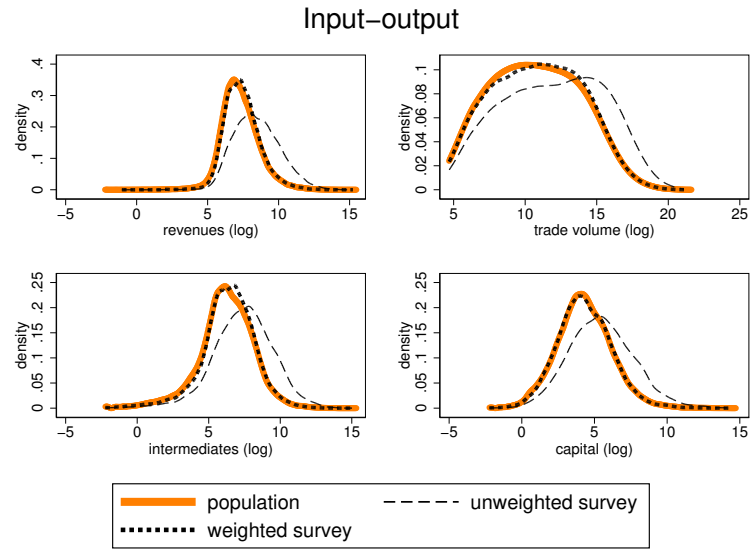 Input−output
density
0 .1 .2 .3 .4
−5 0 5 10 15
revenues (log)
density
0 .02 .04 .06 .08 .1
5 10 15 20 25
trade volume (log)
density
0 .05 .1 .15 .2 .25
−5 0 5 10 15
intermediates (log)
density
0 .05 .1 .15 .2 .25
−5 0 5 10 15
capital (log)
population
unweighted survey
weighted survey